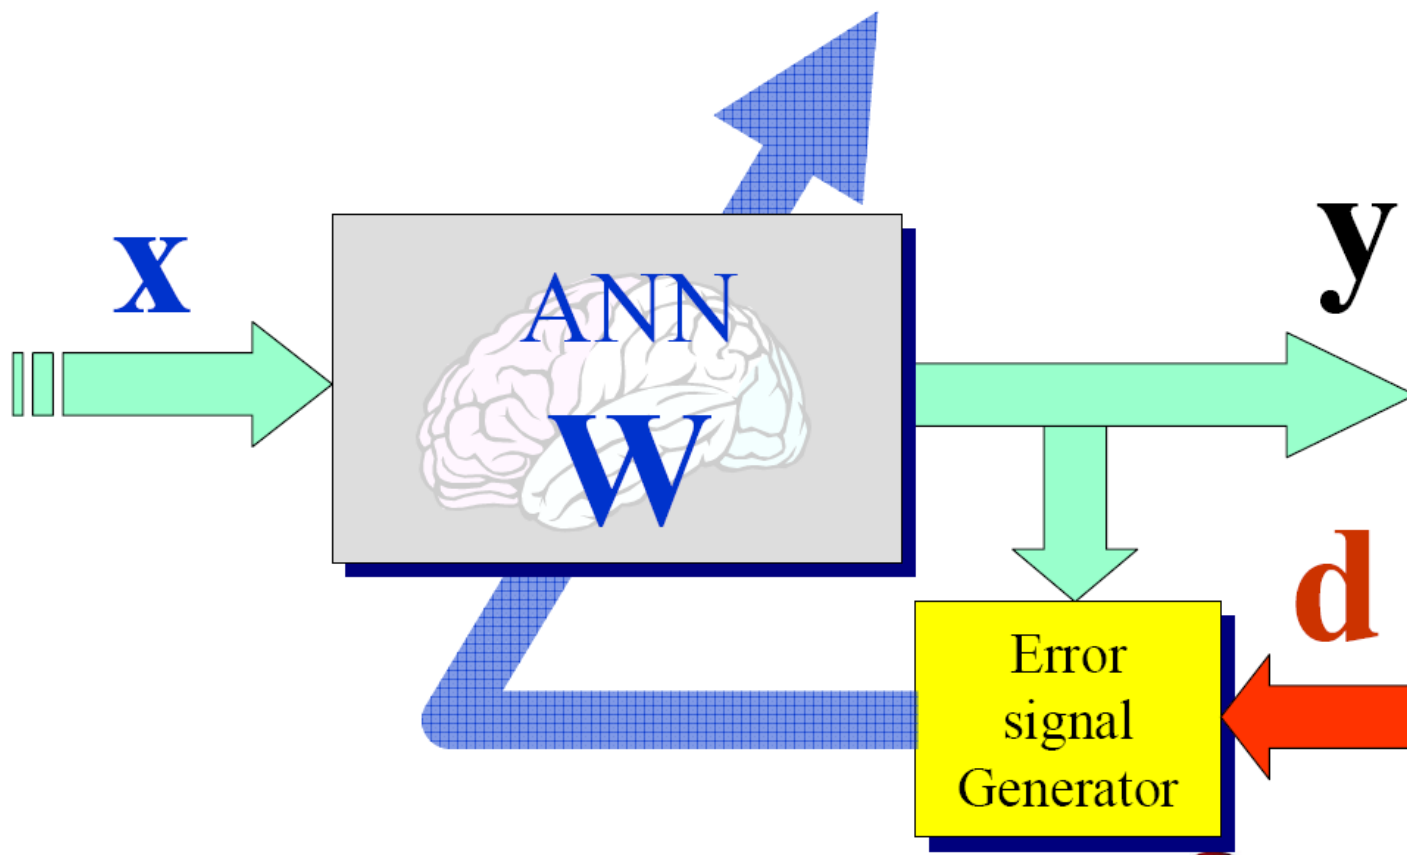 x
ANN
W
y
d
Error
signal
Generator